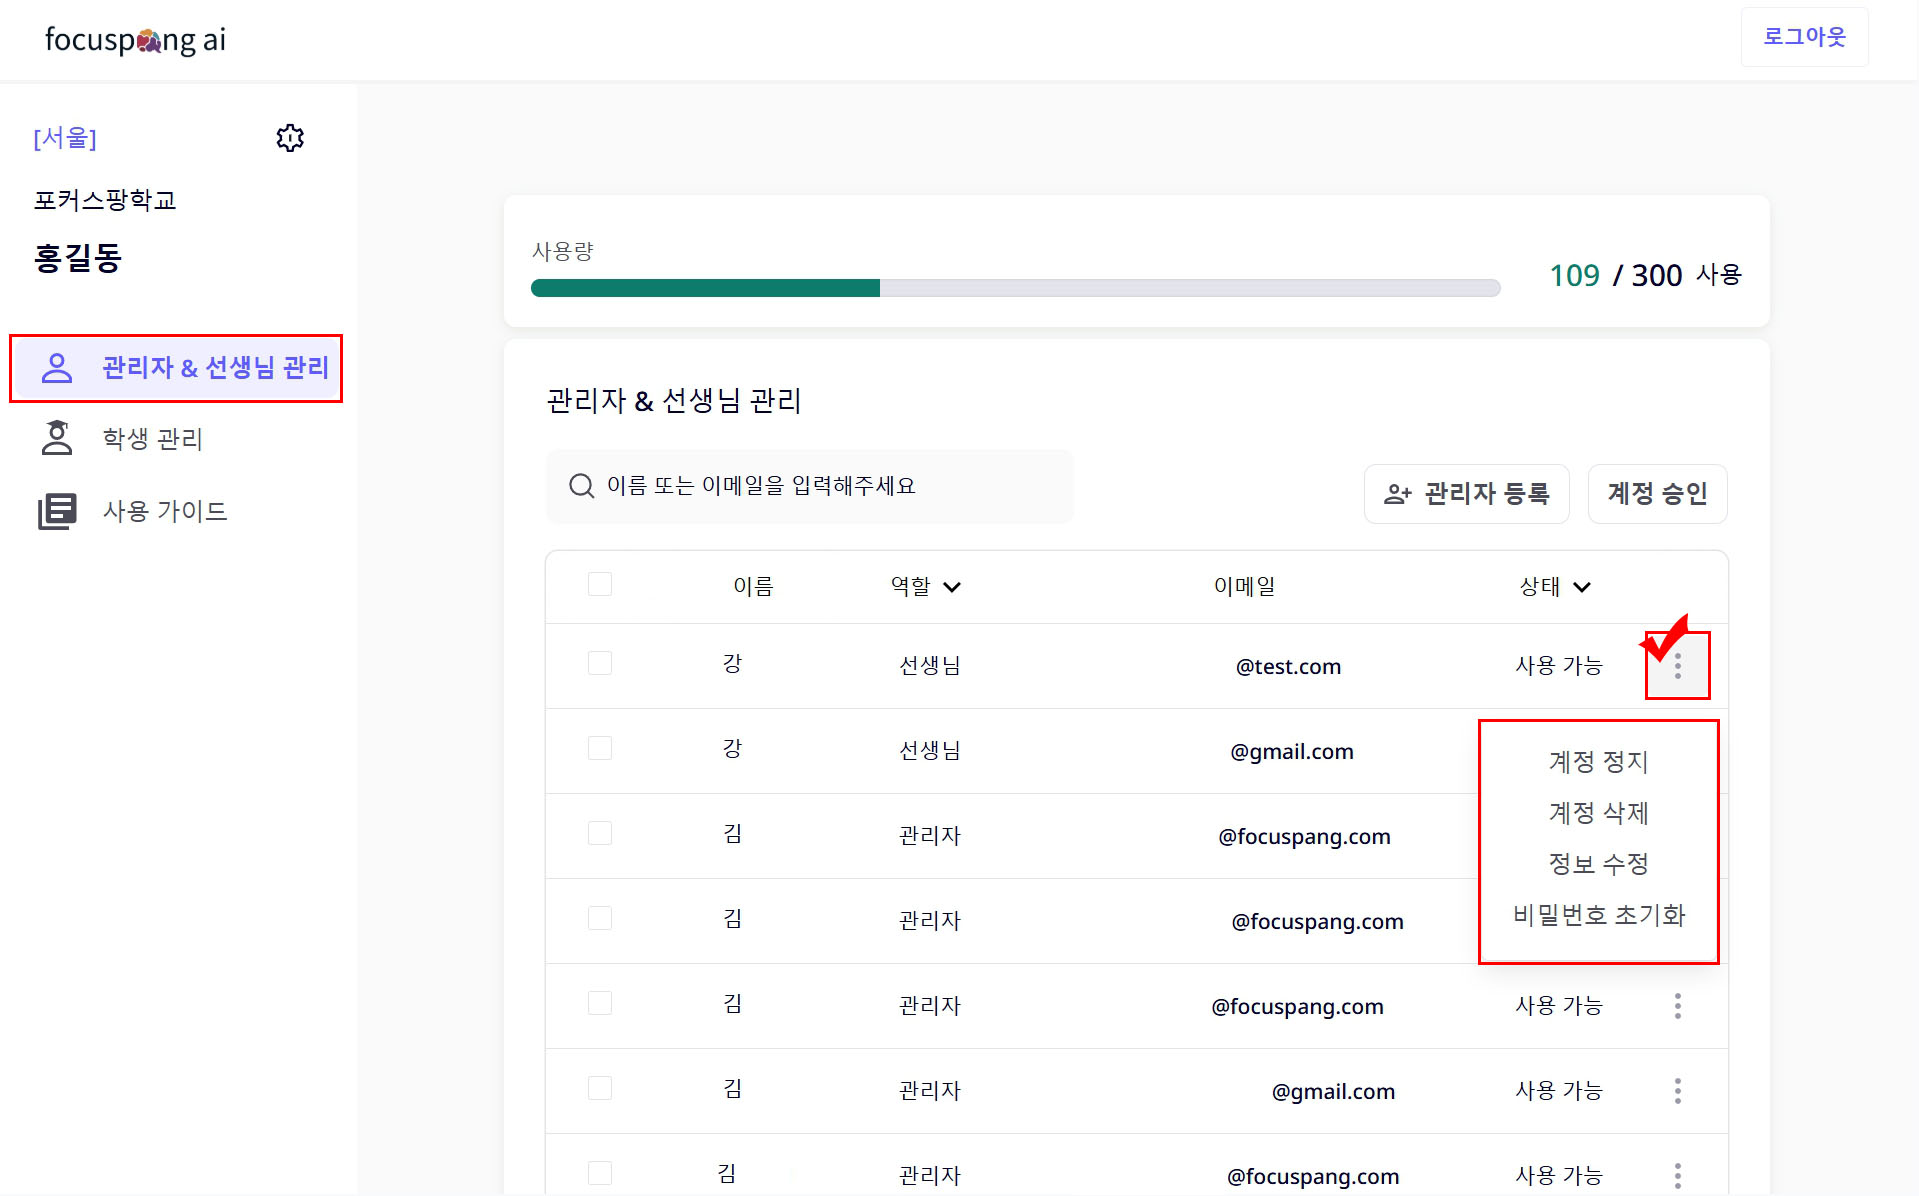 focuspang ai
로그아웃
[서울]
포커스팡학교
홍길동
관리자 & 선생님 관리
학생 관리
사용 가이드
사용량
109 / 300 사용
관리자 & 선생님 관리
이름 또는 이메일을 입력해주세요
관리자 등록
계정 승인
이름 역할 이메일 상태
강 선생님 @test.com 사용 가능
강 선생님 @gmail.com
김 관리자 @focuspang.com
김 관리자 @focuspang.com
계정 정지
계정 삭제
정보 수정
비밀번호 초기화
김 관리자 @focuspang.com 사용 가능
김 관리자 @gmail.com 사용 가능
김 관리자 @focuspang.com 사용 가능